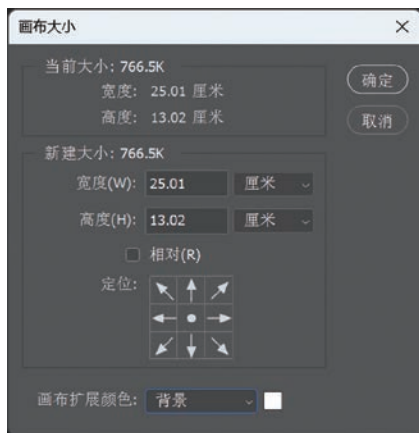 画布大小
当前大小: 766.5K
确定
宽度: 25.01 厘米
高度: 13.02 厘米
取消
新建大小: 766.5K
宽度(W): 25.01 厘米
高度(H): 13.02 厘米
相对(R)
定位:
画布扩展颜色: 背景